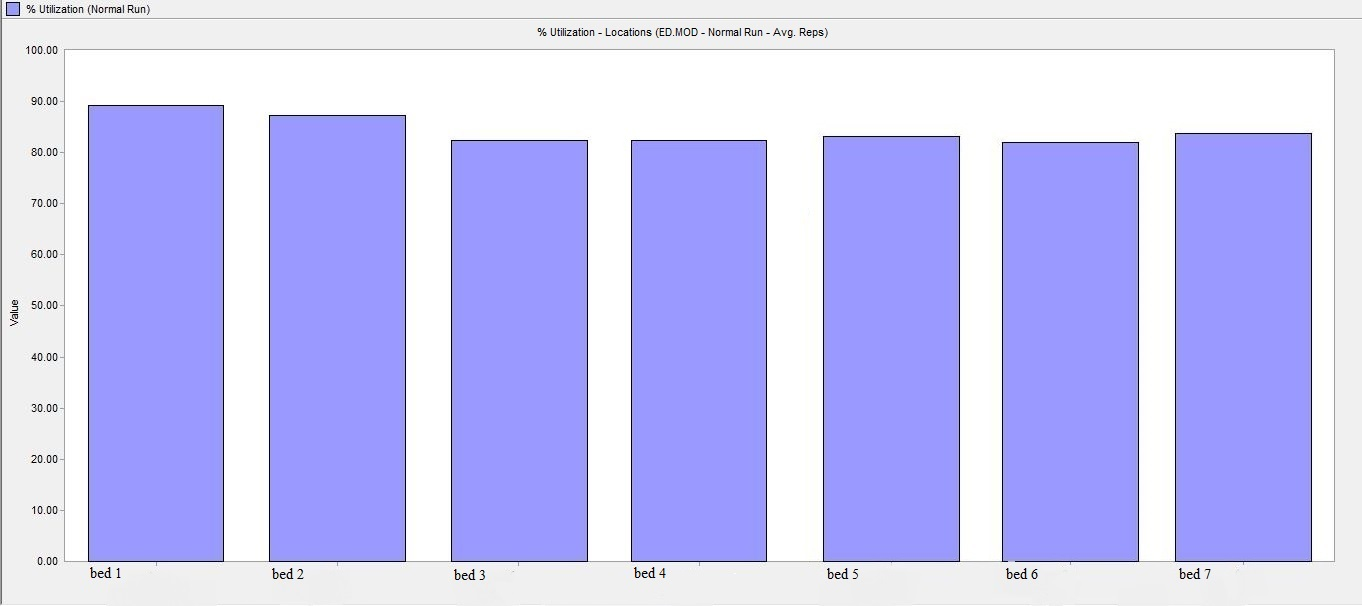 % Utilization (Normal Run)
% Utilization - Locations (ED.MOD - Normal Run - Avg. Reps)
100.00
90.00
80.00
70.00
60.00
50.00
40.00
30.00
20.00
10.00
0.00
Value
bed 1 bed 2 bed 3 bed 4 bed 5 bed 6 bed 7